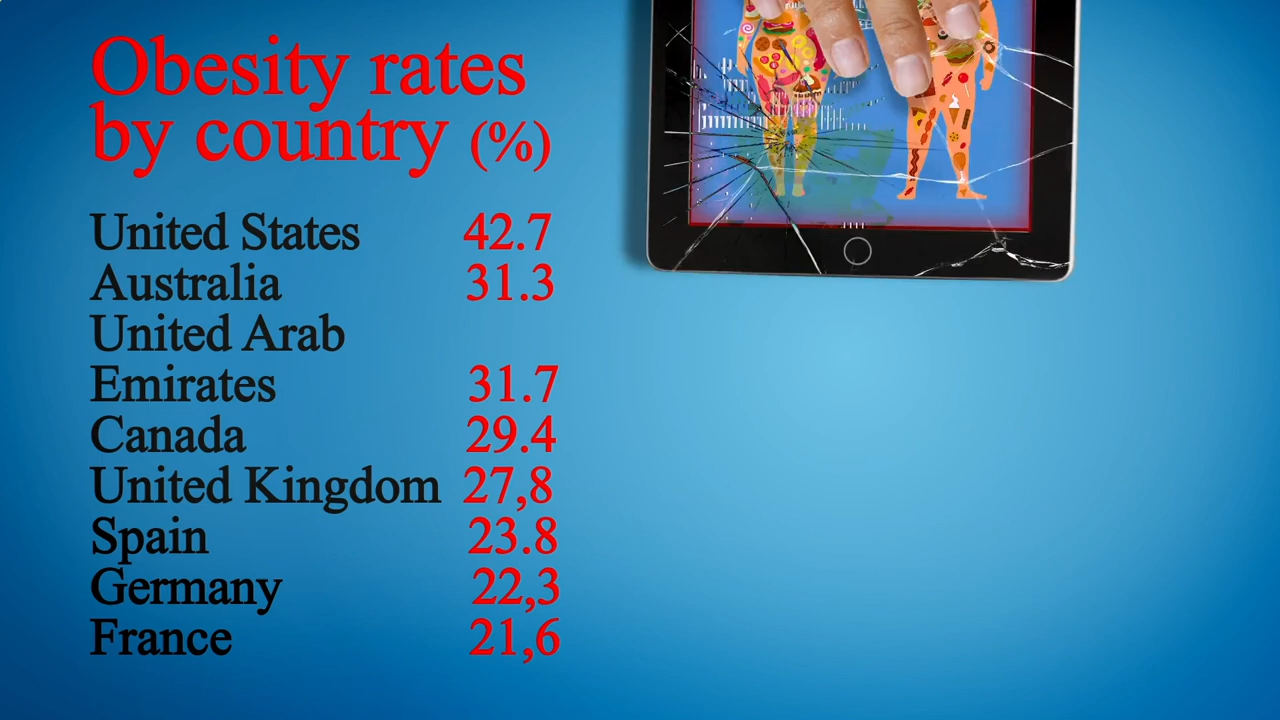 Obesity rates
by country (%)
United States 42.7
Australia 31.3
United Arab
Emirates 31.7
Canada 29.4
United Kingdom 27,8
Spain 23.8
Germany 22,3
France 21,6